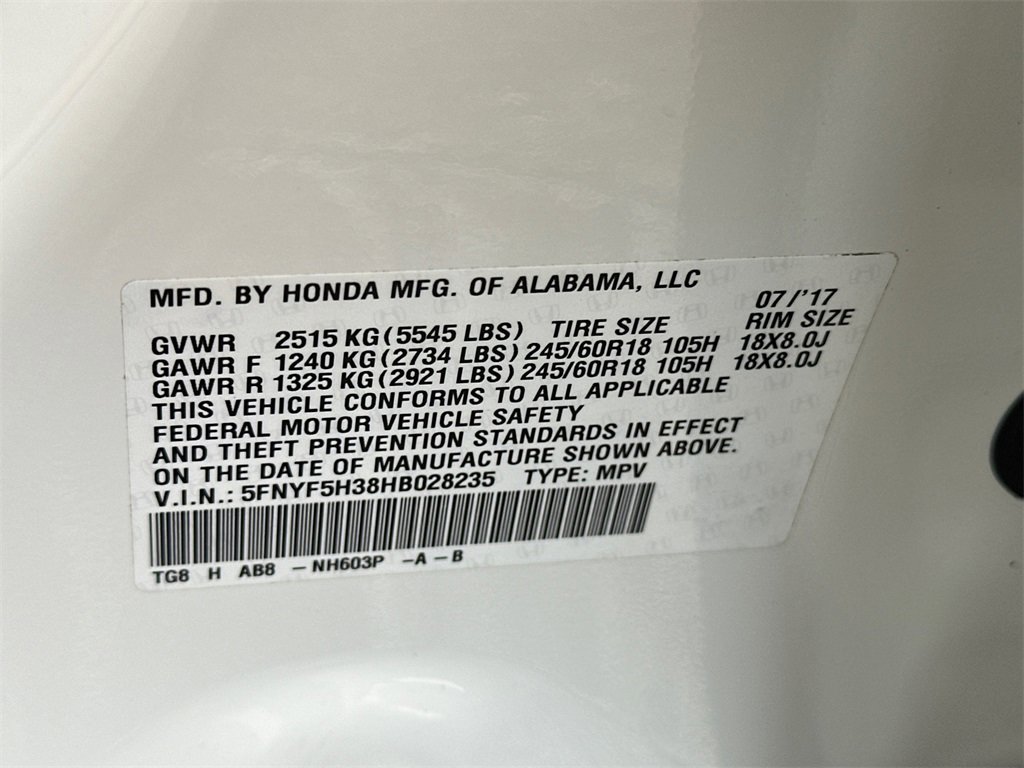 MFD. BY HONDA MFG. OF ALABAMA, LLC 07/'17
GVWR 2515 KG (5545 LBS) TIRE SIZE RIM SIZE
GAWR F 1240 KG (2734 LBS) 245/60R18 105H 18X8.0J
GAWR R 1325 KG (2921 LBS) 245/60R18 105H 18X8.0J
THIS VEHICLE CONFORMS TO ALL APPLICABLE
FEDERAL MOTOR VEHICLE SAFETY
AND THEFT PREVENTION STANDARDS IN EFFECT
ON THE DATE OF MANUFACTURE SHOWN ABOVE.
V.I.N.: 5FNYF5H38HB028235 TYPE: MPV
TG8 H AB8 – NH603P –A – B